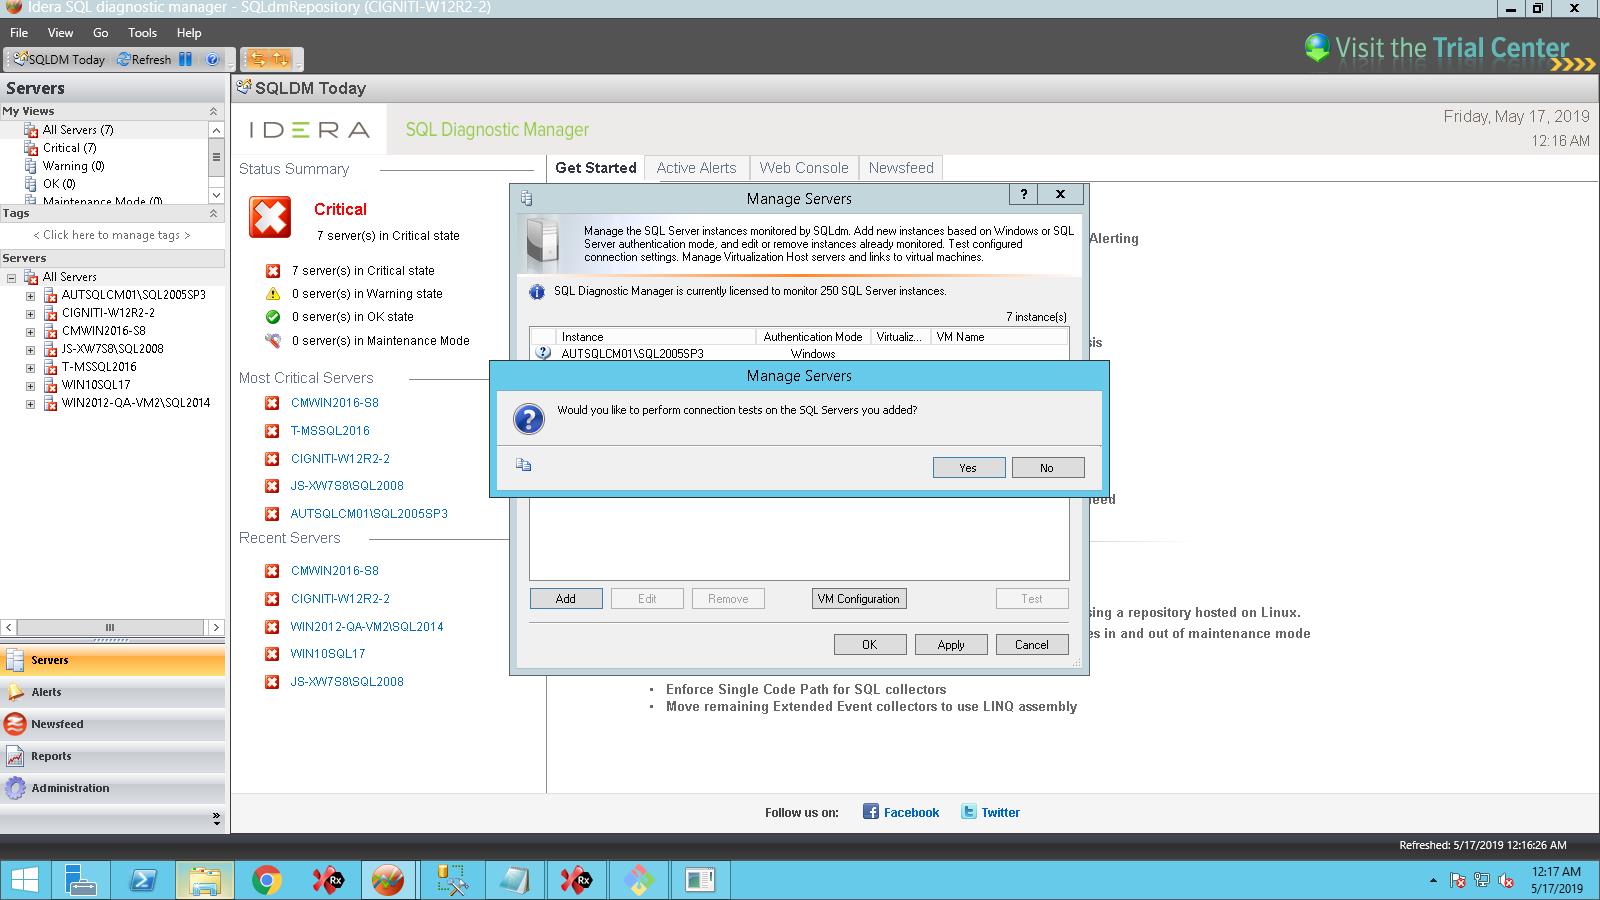 Idera SQL diagnostic manager - SQLdmRepository (CIGNITI-W12R2-2)
File View Go Tools Help
Visit the Trial Center
SQLDM Today Refresh
Servers
SQLDM Today
My Views
All Servers (7)
Critical (7)
Warning (0)
OK (0)
Maintenance Mode (0)
Tags
< Click here to manage tags >
Servers
All Servers
AUTSQLCM01\SQL2005SP3
CIGNITI-W12R2-2
CMWIN2016-S8
JS-XW7S8\SQL2008
T-MSSQL2016
WIN10SQL17
WIN2012-QA-VM2\SQL2014
Servers
Alerts
Newsfeed
Reports
Administration
IDERA SQL Diagnostic Manager
Friday, May 17, 2019
12:16 AM
Status Summary
Critical
7 server(s) in Critical state
7 server(s) in Critical state
0 server(s) in Warning state
0 server(s) in OK state
0 server(s) in Maintenance Mode
Most Critical Servers
CMWIN2016-S8
T-MSSQL2016
CIGNITI-W12R2-2
JS-XW7S8\SQL2008
AUTSQLCM01\SQL2005SP3
Recent Servers
CMWIN2016-S8
CIGNITI-W12R2-2
WIN2012-QA-VM2\SQL2014
WIN10SQL17
JS-XW7S8\SQL2008
Get Started Active Alerts Web Console Newsfeed
Manage Servers
? X
Manage the SQL Server instances monitored by SQLdm. Add new instances based on Windows or SQL
Server authentication mode, and edit or remove instances already monitored. Test configured
connection settings. Manage Virtualization Host servers and links to virtual machines.
SQL Diagnostic Manager is currently licensed to monitor 250 SQL Server instances.
7 instance(s)
Instance Authentication Mode Virtualiz... VM Name
AUTSQLCM01\SQL2005SP3 Windows
Manage Servers
Would you like to perform connection tests on the SQL Servers you added?
Yes No
Add Edit Remove VM Configuration Test
OK Apply Cancel
Alerting
sis
eed
sing a repository hosted on Linux.
es in and out of maintenance mode
• Enforce Single Code Path for SQL collectors
• Move remaining Extended Event collectors to use LINQ assembly
Follow us on: Facebook Twitter
Refreshed: 5/17/2019 12:16:26 AM
12:17 AM
5/17/2019